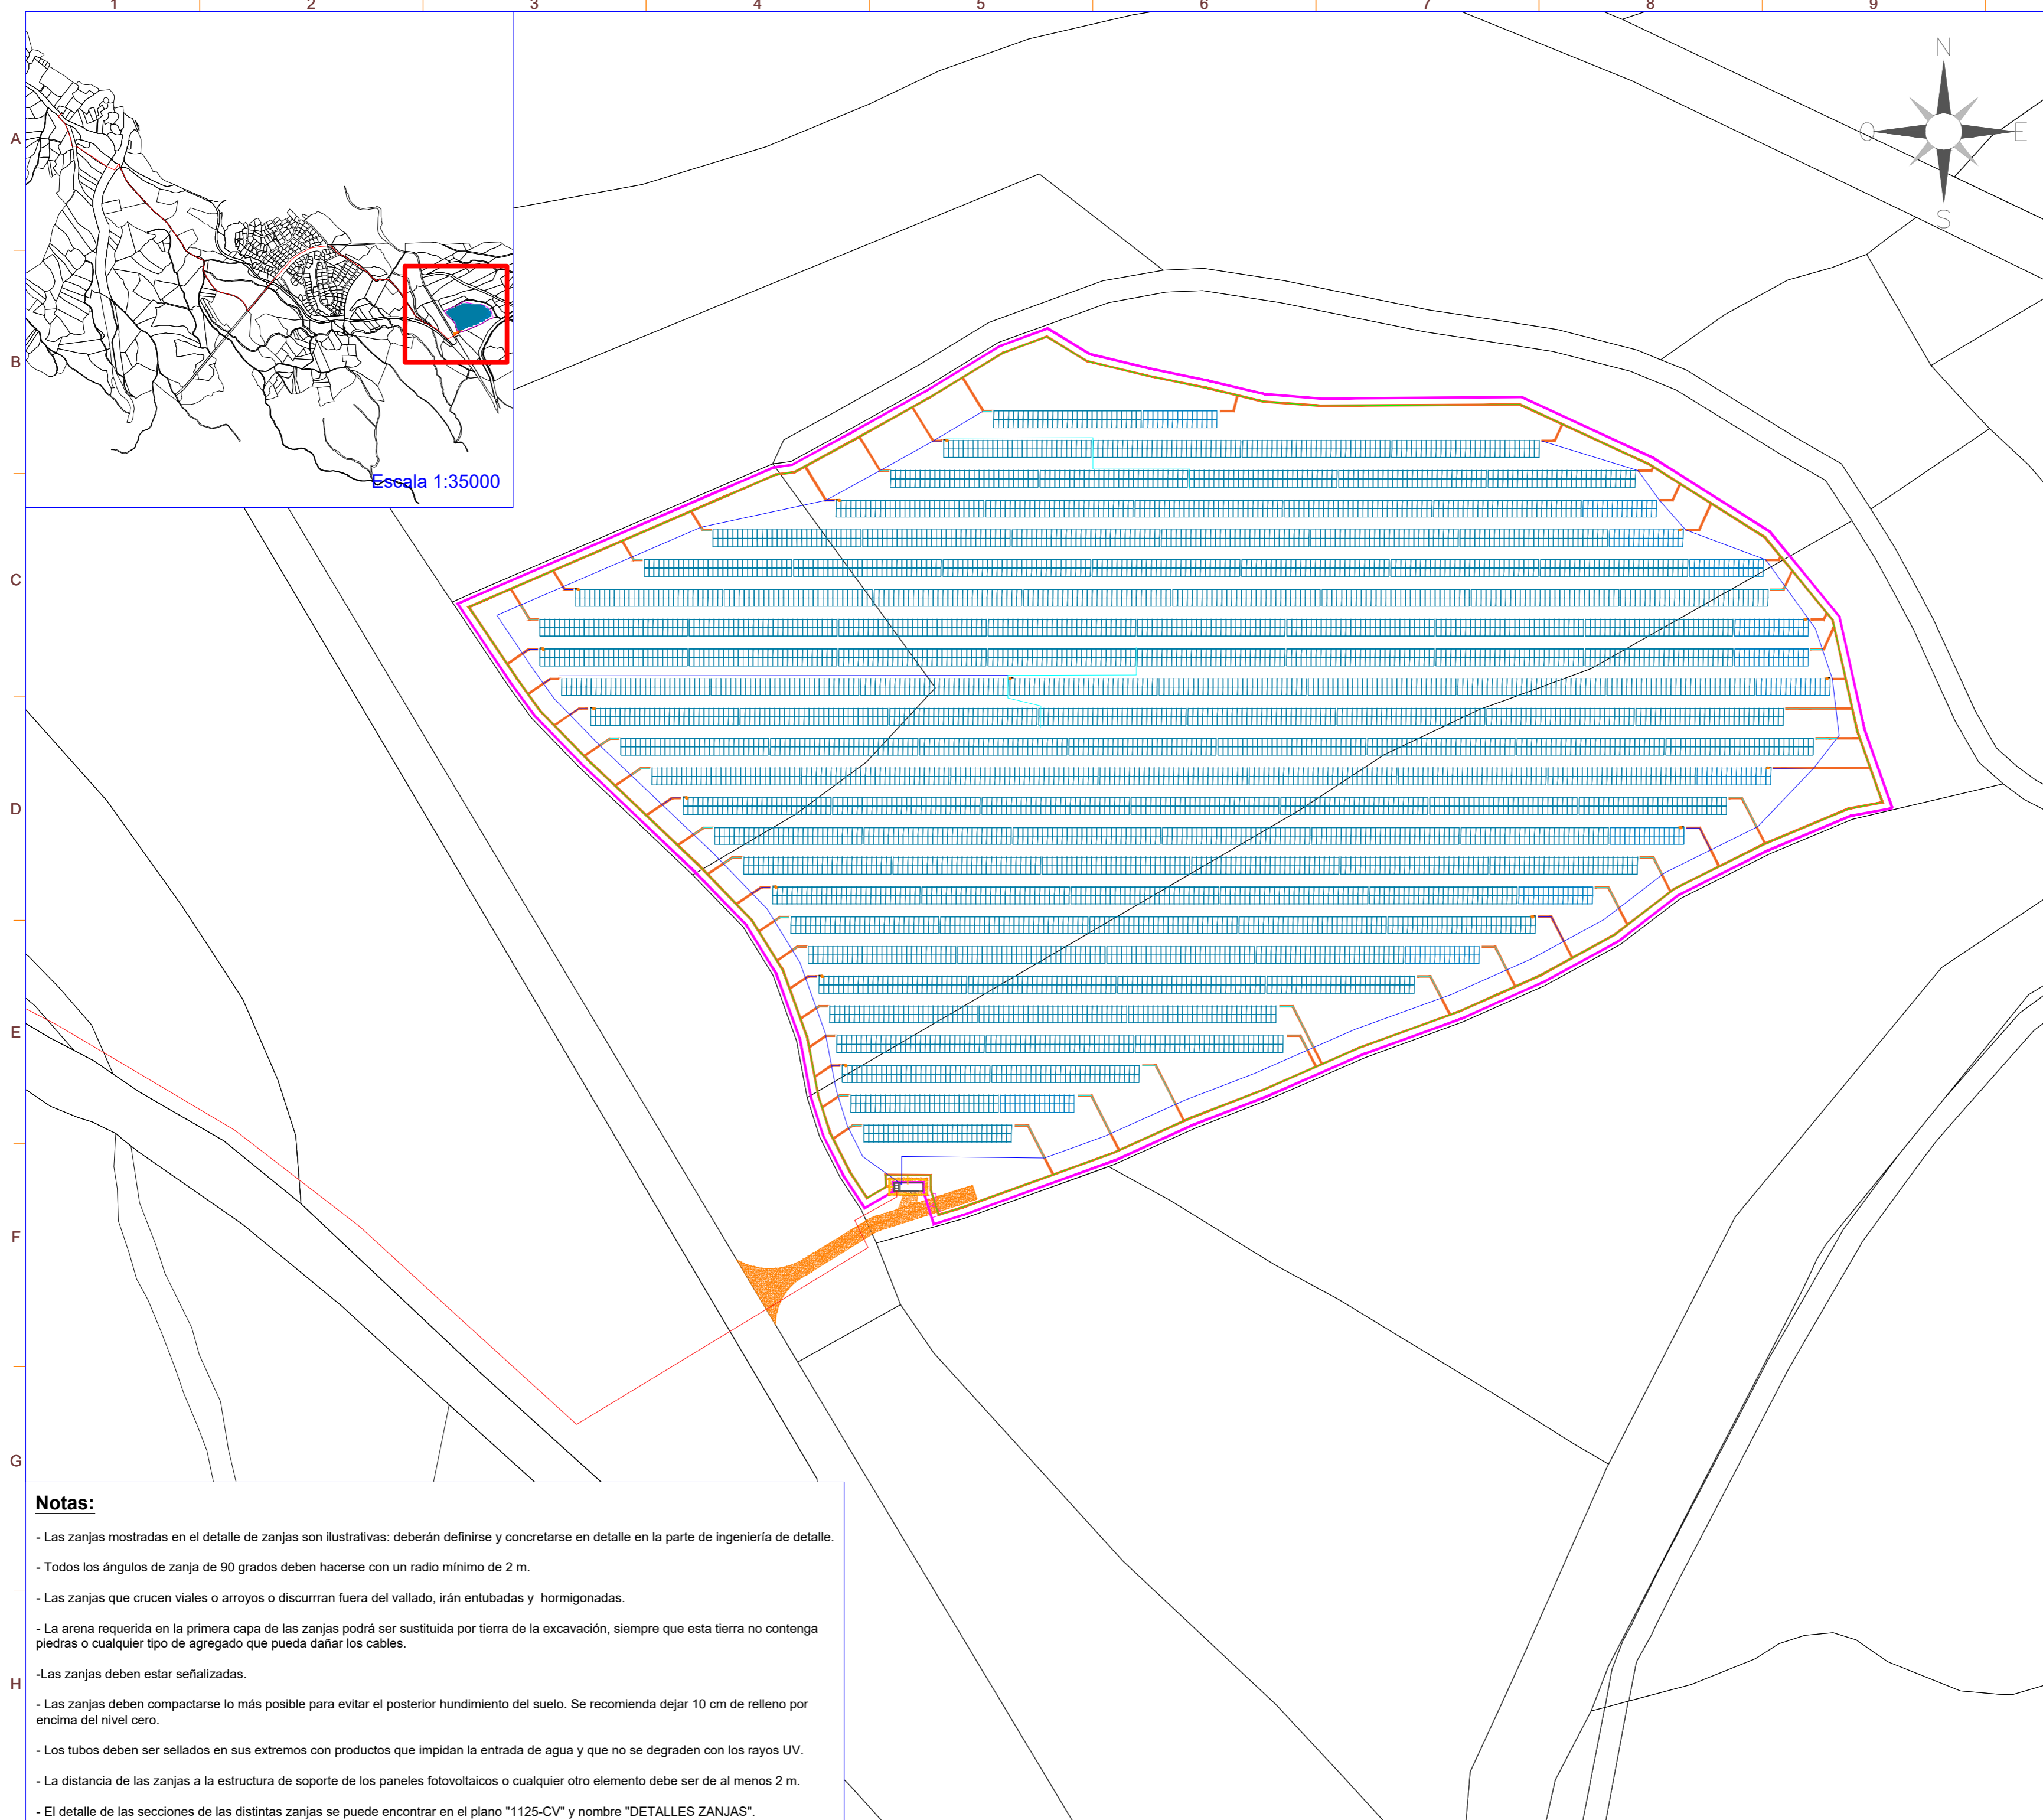 1 2 3 4 5 6 7 8 9
N
O E
S
A
B
C
D
E
F
G
H
Escala 1:35000
Notas:
- Las zanjas mostradas en el detalle de zanjas son ilustrativas: deberán definirse y concretarse en detalle en la parte de ingeniería de detalle.
- Todos los ángulos de zanja de 90 grados deben hacerse con un radio mínimo de 2 m.
- Las zanjas que crucen viales o arroyos o discurrran fuera del vallado, irán entubadas y hormigonadas.
- La arena requerida en la primera capa de las zanjas podrá ser sustituida por tierra de la excavación, siempre que esta tierra no contenga
piedras o cualquier tipo de agregado que pueda dañar los cables.
-Las zanjas deben estar señalizadas.
- Las zanjas deben compactarse lo más posible para evitar el posterior hundimiento del suelo. Se recomienda dejar 10 cm de relleno por
encima del nivel cero.
- Los tubos deben ser sellados en sus extremos con productos que impidan la entrada de agua y que no se degraden con los rayos UV.
- La distancia de las zanjas a la estructura de soporte de los paneles fotovoltaicos o cualquier otro elemento debe ser de al menos 2 m.
- El detalle de las secciones de las distintas zanjas se puede encontrar en el plano "1125-CV" y nombre "DETALLES ZANJAS".